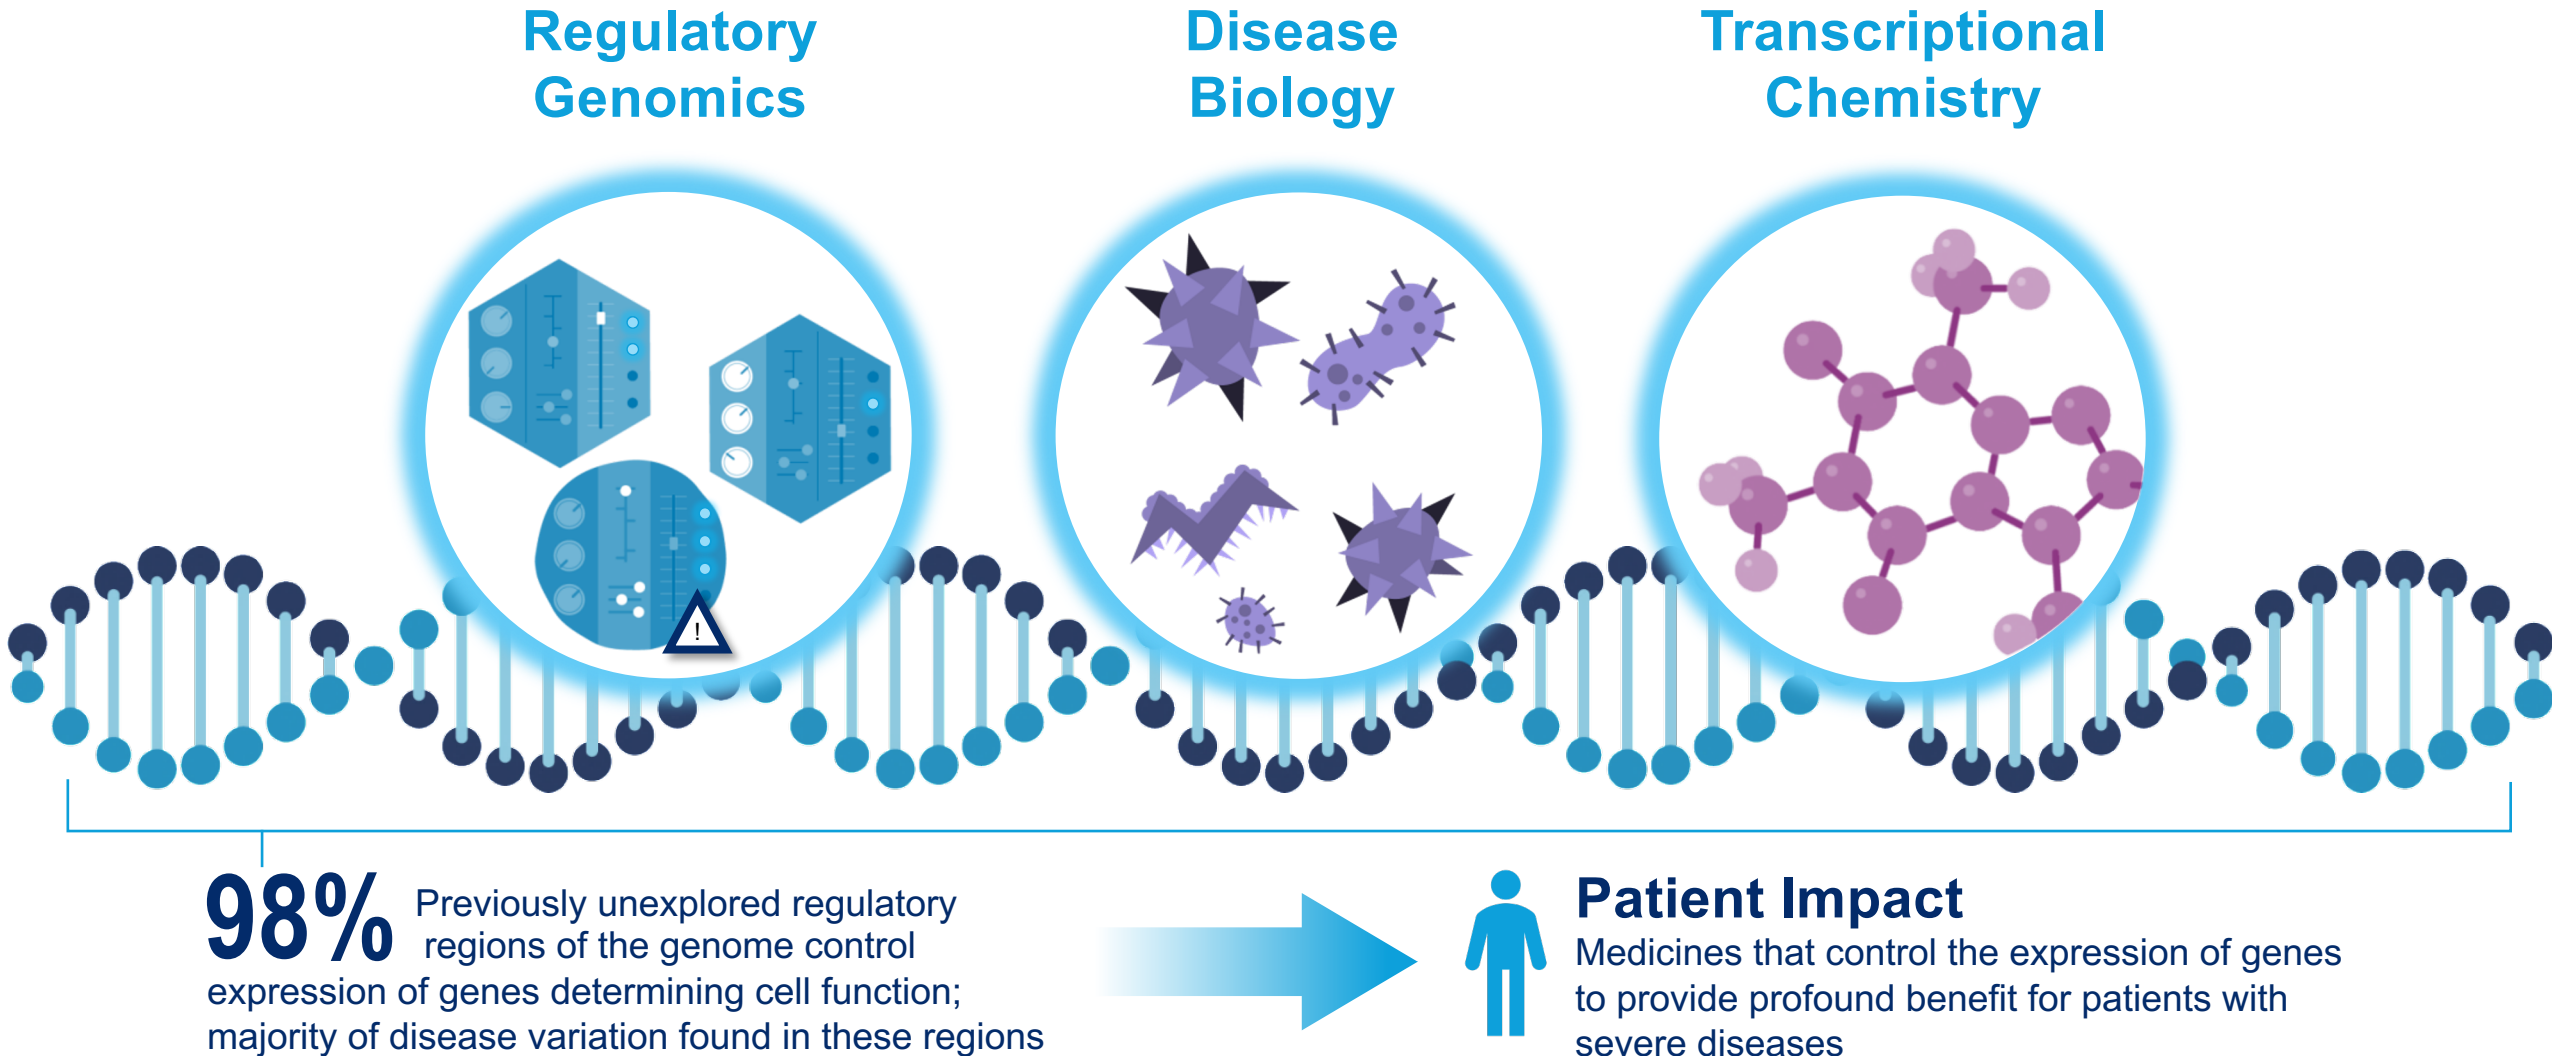 Regulatory
Genomics
Disease
Biology
Transcriptional
Chemistry
!
98% Previously unexplored regulatory
regions of the genome control
expression of genes determining cell function;
majority of disease variation found in these regions
Patient Impact
Medicines that control the expression of genes
to provide profound benefit for patients with
severe diseases